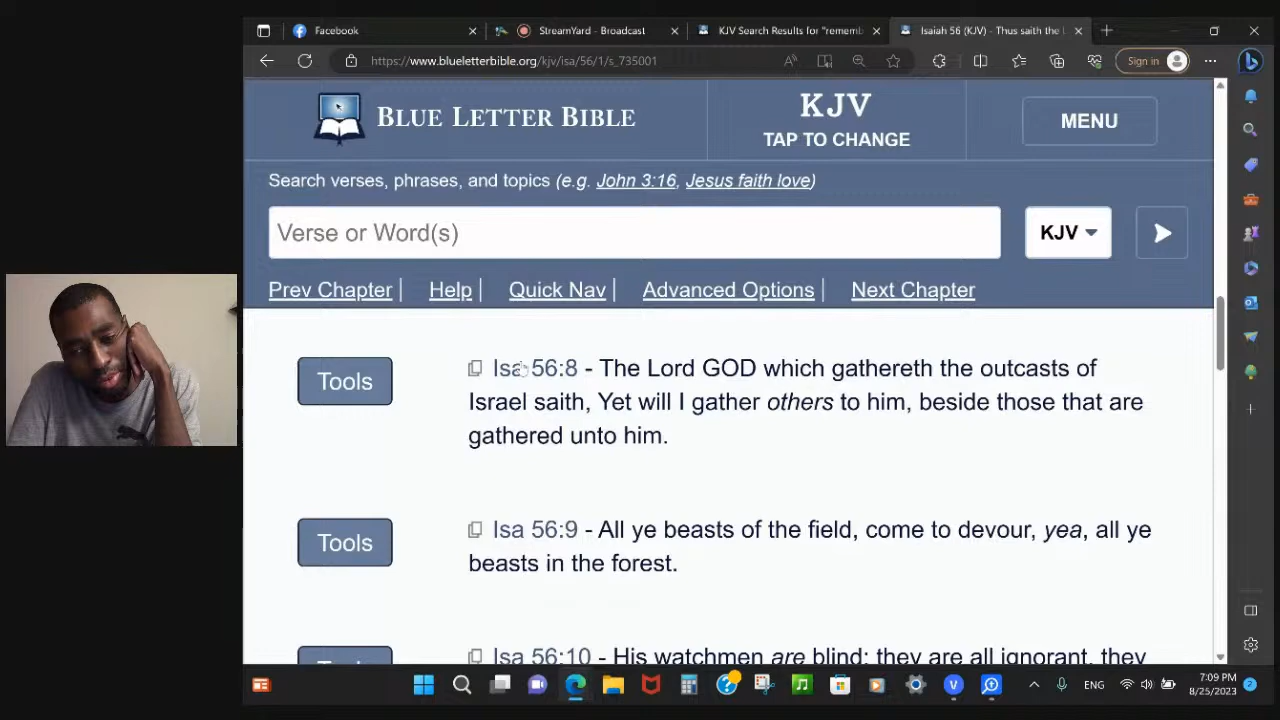 Facebook
StreamYard - Broadcast
KJV Search Results for "rememb
Isaiah 56 (KJV) - Thus saith the L
https://www.blueletterbible.org/kjv/isa/56/1/s_735001
Sign in
BLUE LETTER BIBLE
KJV
TAP TO CHANGE
MENU
Search verses, phrases, and topics (e.g. John 3:16, Jesus faith love)
Verse or Word(s)
KJV
Prev Chapter| Help| Quick Nav| Advanced Options| Next Chapter
Tools
Isa 56:8 - The Lord GOD which gathereth the outcasts of
Israel saith, Yet will I gather others to him, beside those that are
gathered unto him.
Tools
Isa 56:9 - All ye beasts of the field, come to devour, yea, all ye
beasts in the forest.
Isa 56:10 - His watchmen are blind: they are all ignorant, they
ENG
7:09 PM
8/25/2023
2